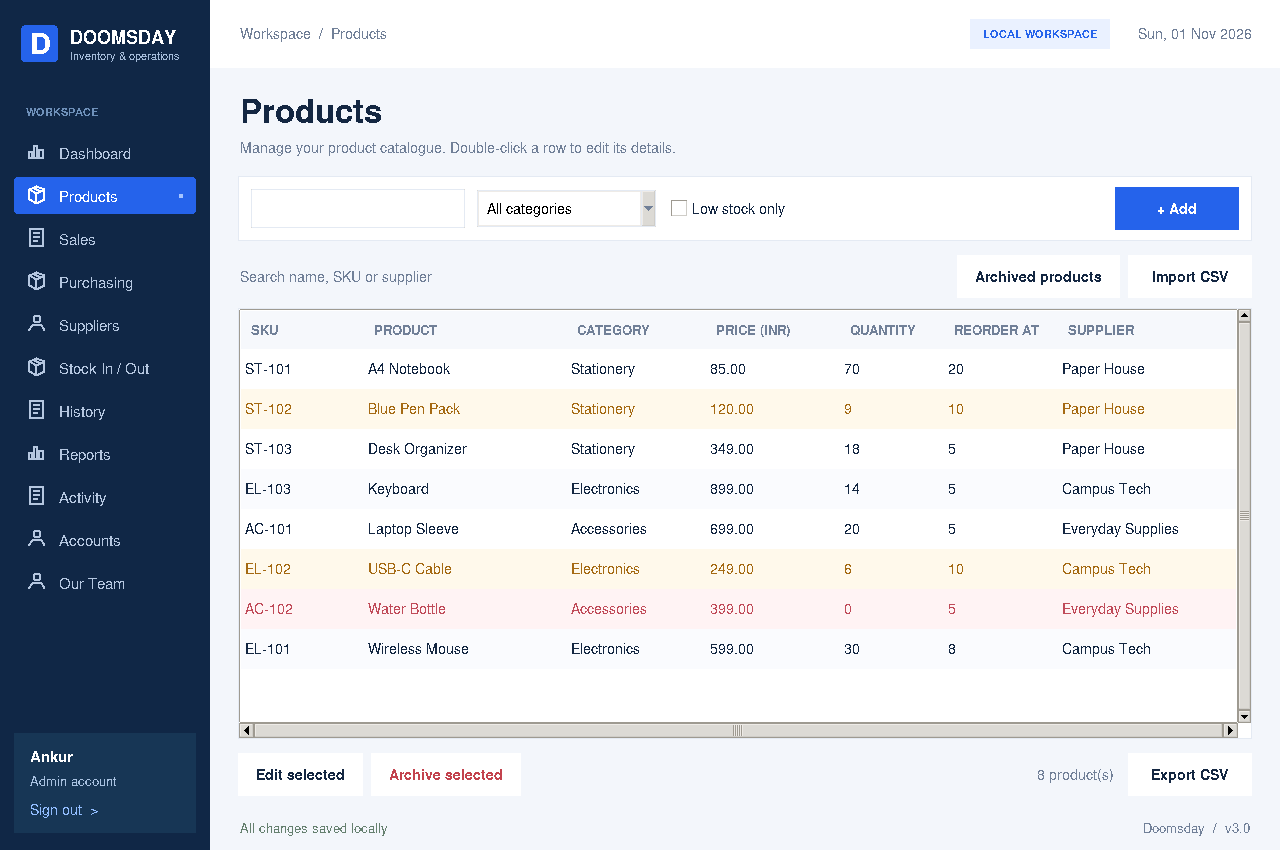 D
DOOMSDAY
Inventory & operations
WORKSPACE
Dashboard
Products
Sales
Purchasing
Suppliers
Stock In / Out
History
Reports
Activity
Accounts
Our Team
Ankur
Admin account
Sign out >
Workspace / Products
LOCAL WORKSPACE
Sun, 01 Nov 2026
Products
Manage your product catalogue. Double-click a row to edit its details.
All categories
Low stock only
+ Add
Search name, SKU or supplier
Archived products
Import CSV
SKU PRODUCT CATEGORY PRICE (INR) QUANTITY REORDER AT SUPPLIER
ST-101 A4 Notebook Stationery 85.00 70 20 Paper House
ST-102 Blue Pen Pack Stationery 120.00 9 10 Paper House
ST-103 Desk Organizer Stationery 349.00 18 5 Paper House
EL-103 Keyboard Electronics 899.00 14 5 Campus Tech
AC-101 Laptop Sleeve Accessories 699.00 20 5 Everyday Supplies
EL-102 USB-C Cable Electronics 249.00 6 10 Campus Tech
AC-102 Water Bottle Accessories 399.00 0 5 Everyday Supplies
EL-101 Wireless Mouse Electronics 599.00 30 8 Campus Tech
Edit selected
Archive selected
8 product(s)
Export CSV
All changes saved locally
Doomsday / v3.0